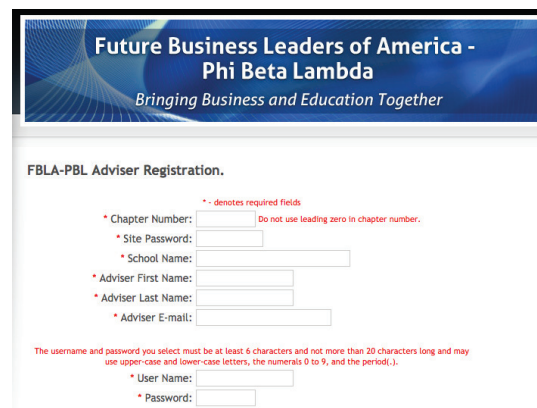 Future Business Leaders of America -
Phi Beta Lambda
Bringing Business and Education Together
FBLA-PBL Adviser Registration.
* - denotes required fields
* Chapter Number:
Do not use leading zero in chapter number.
* Site Password:
* School Name:
* Adviser First Name:
* Adviser Last Name:
* Adviser E-mail:
The username and password you select must be at least 6 characters and not more than 20 characters long and may
use upper-case and lower-case letters, the numerals 0 to 9, and the period(.).
* User Name:
* Password: